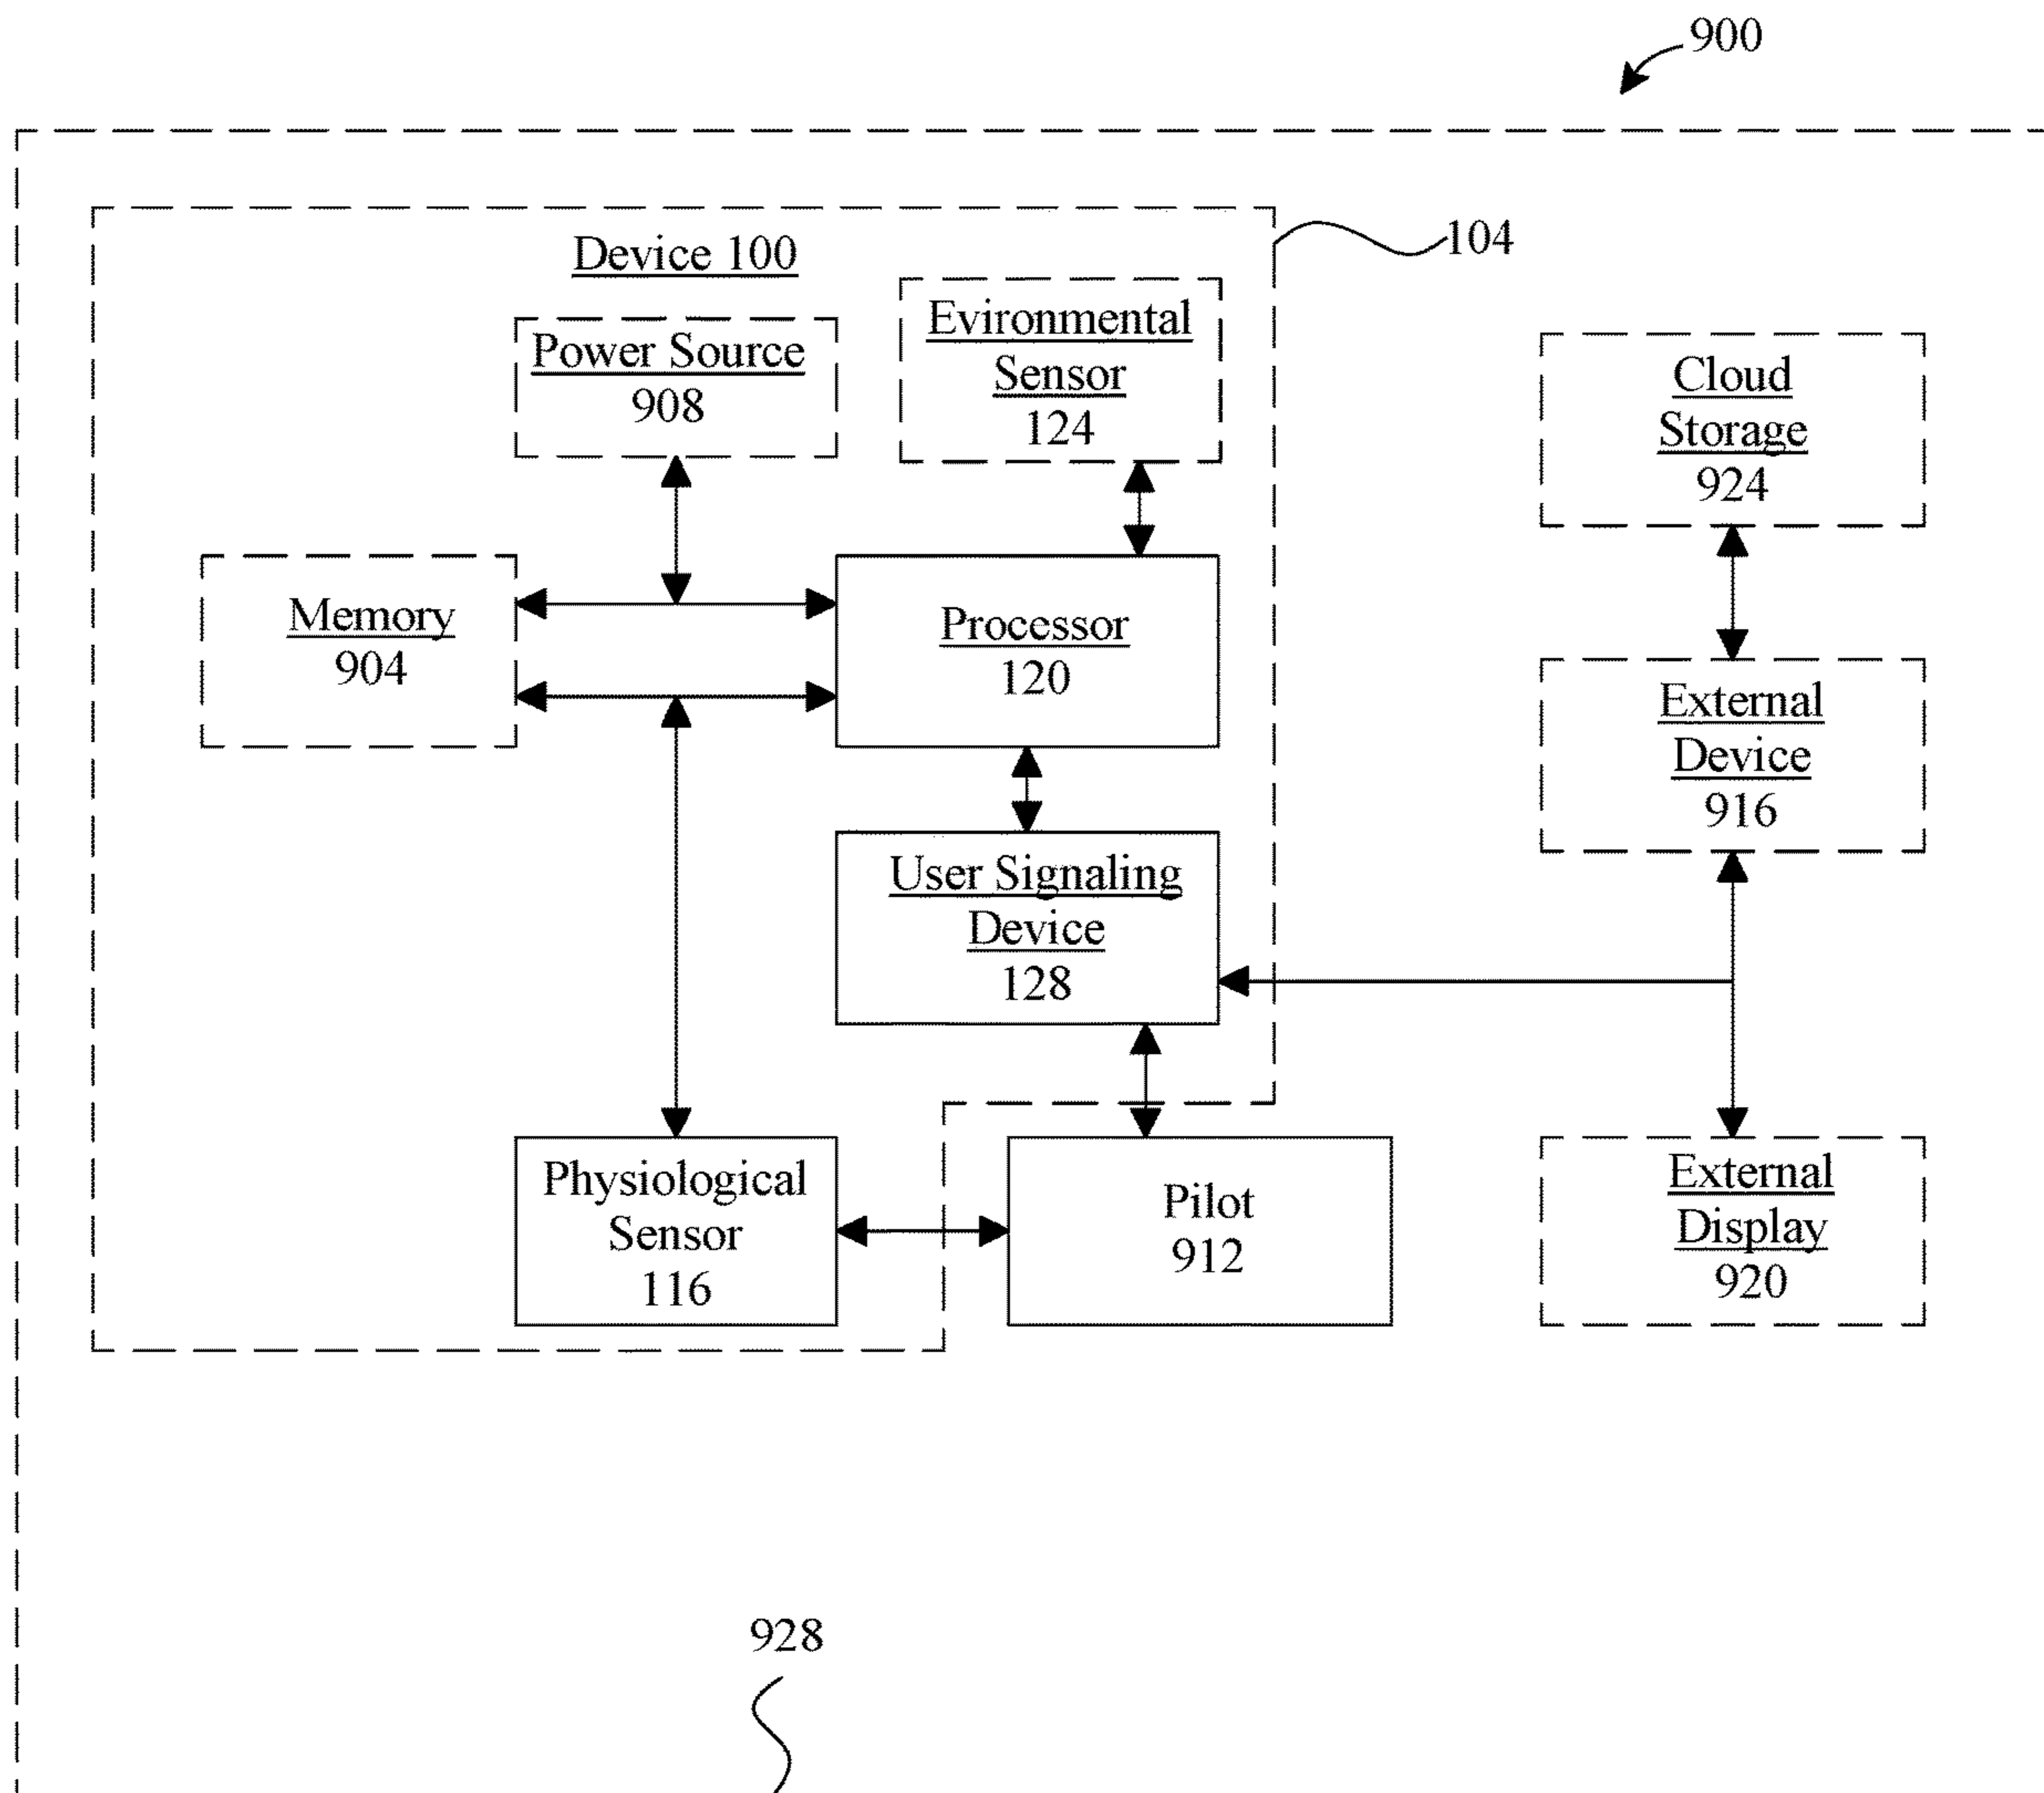 900
104
Device 100
Evironmental
Sensor
124
Power Source
908
Cloud
Storage
924
Memory
904
Processor
120
External
Device
916
User Signaling
Device
128
Physiological
Sensor
116
Pilot
912
External
Display
920
928